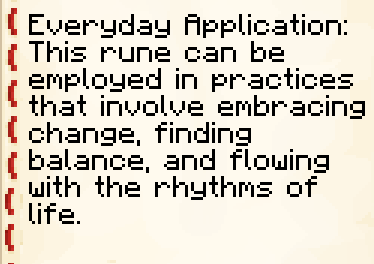 Everyday Application:
This rune can be
employed in practices
that involve embracing
change, finding
balance, and flowing
with the rhythms of
life.